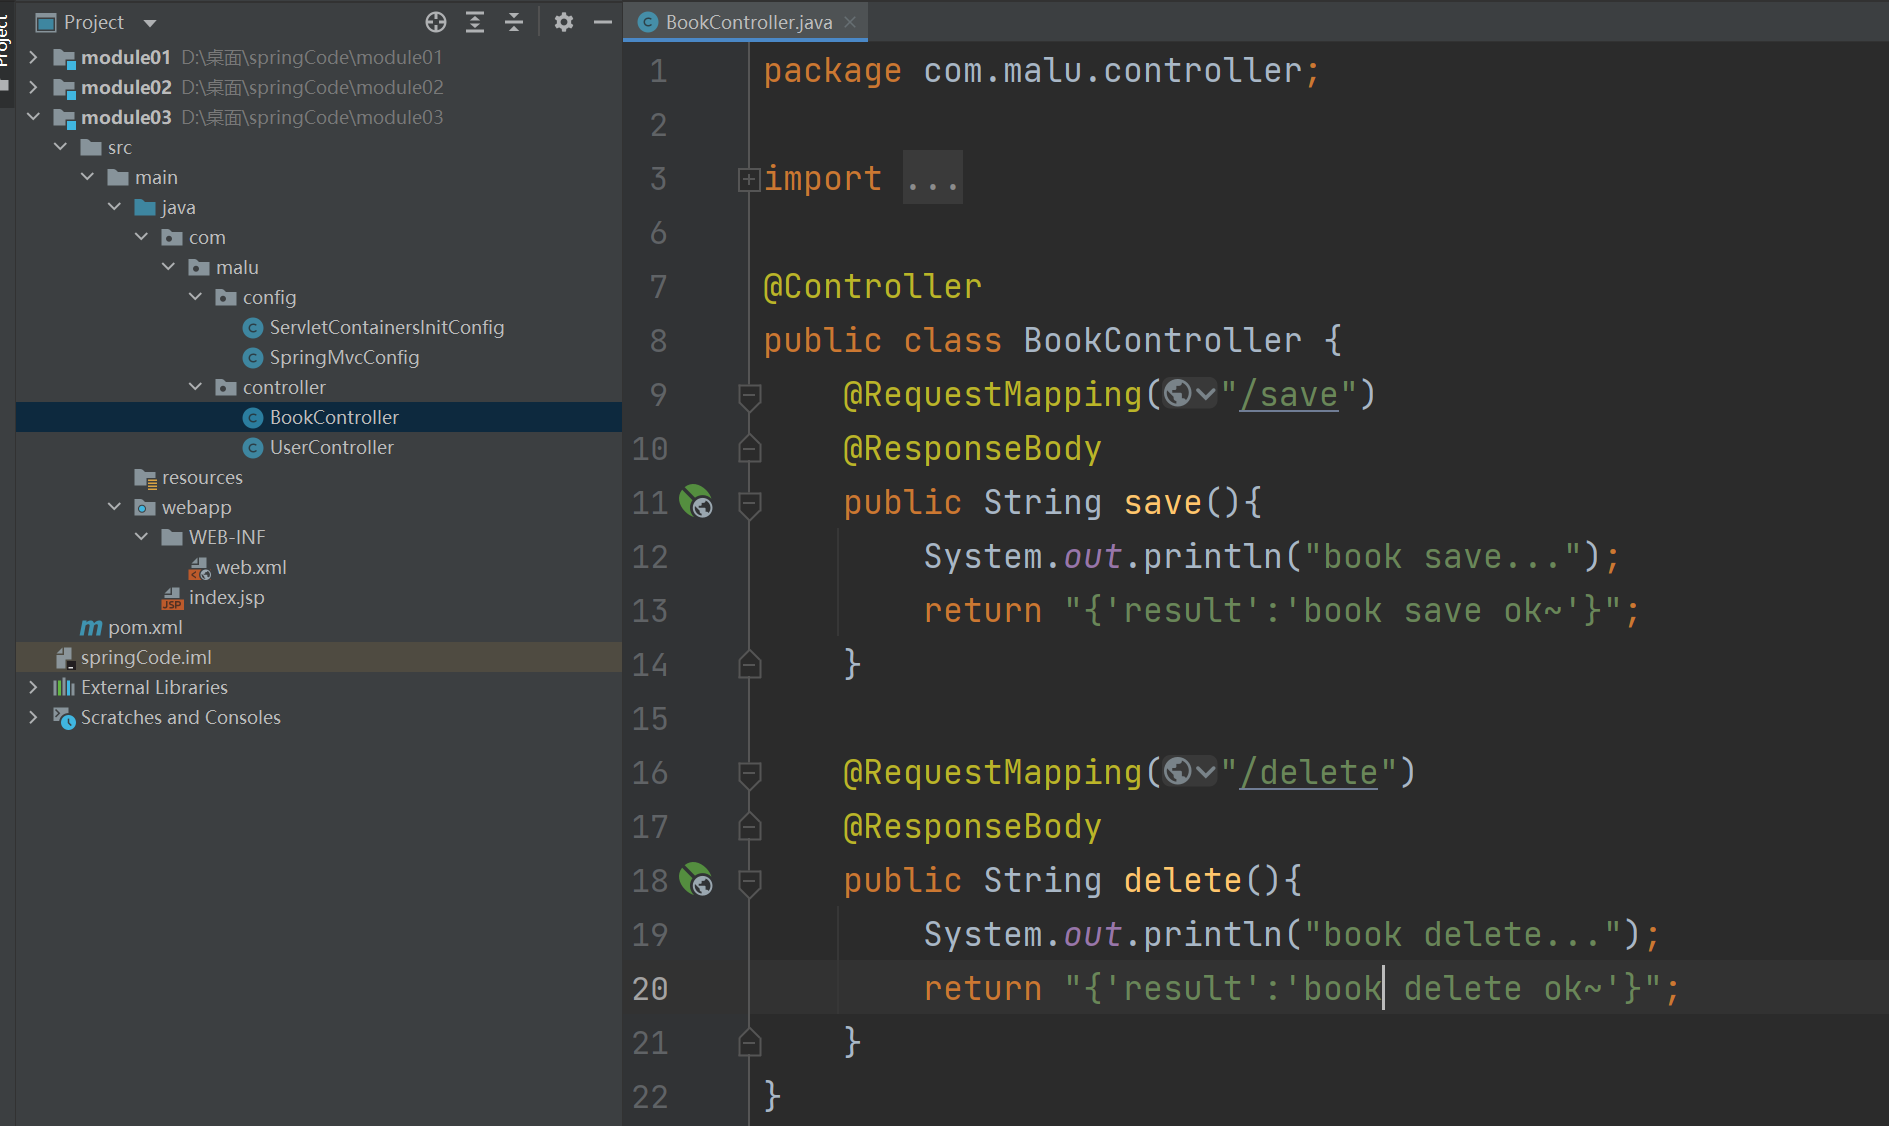 Project
Project
module01 D:\桌面\springCode\module01
module02 D:\桌面\springCode\module02
module03 D:\桌面\springCode\module03
src
main
java
com
malu
config
ServletContainersInitConfig
SpringMvcConfig
controller
BookController
UserController
resources
webapp
WEB-INF
web.xml
JSP index.jsp
m pom.xml
springCode.iml
External Libraries
Scratches and Consoles
BookController.java
1 package com.malu.controller;
2
3 import ...
6
7 @Controller
8 public class BookController {
9 @RequestMapping("/save")
10 @ResponseBody
11 public String save(){
12 System.out.println("book save...");
13 return "{'result':'book save ok~'}";
14 }
15
16 @RequestMapping("/delete")
17 @ResponseBody
18 public String delete(){
19 System.out.println("book delete...");
20 return "{'result':'book delete ok~'}";
21 }
22 }